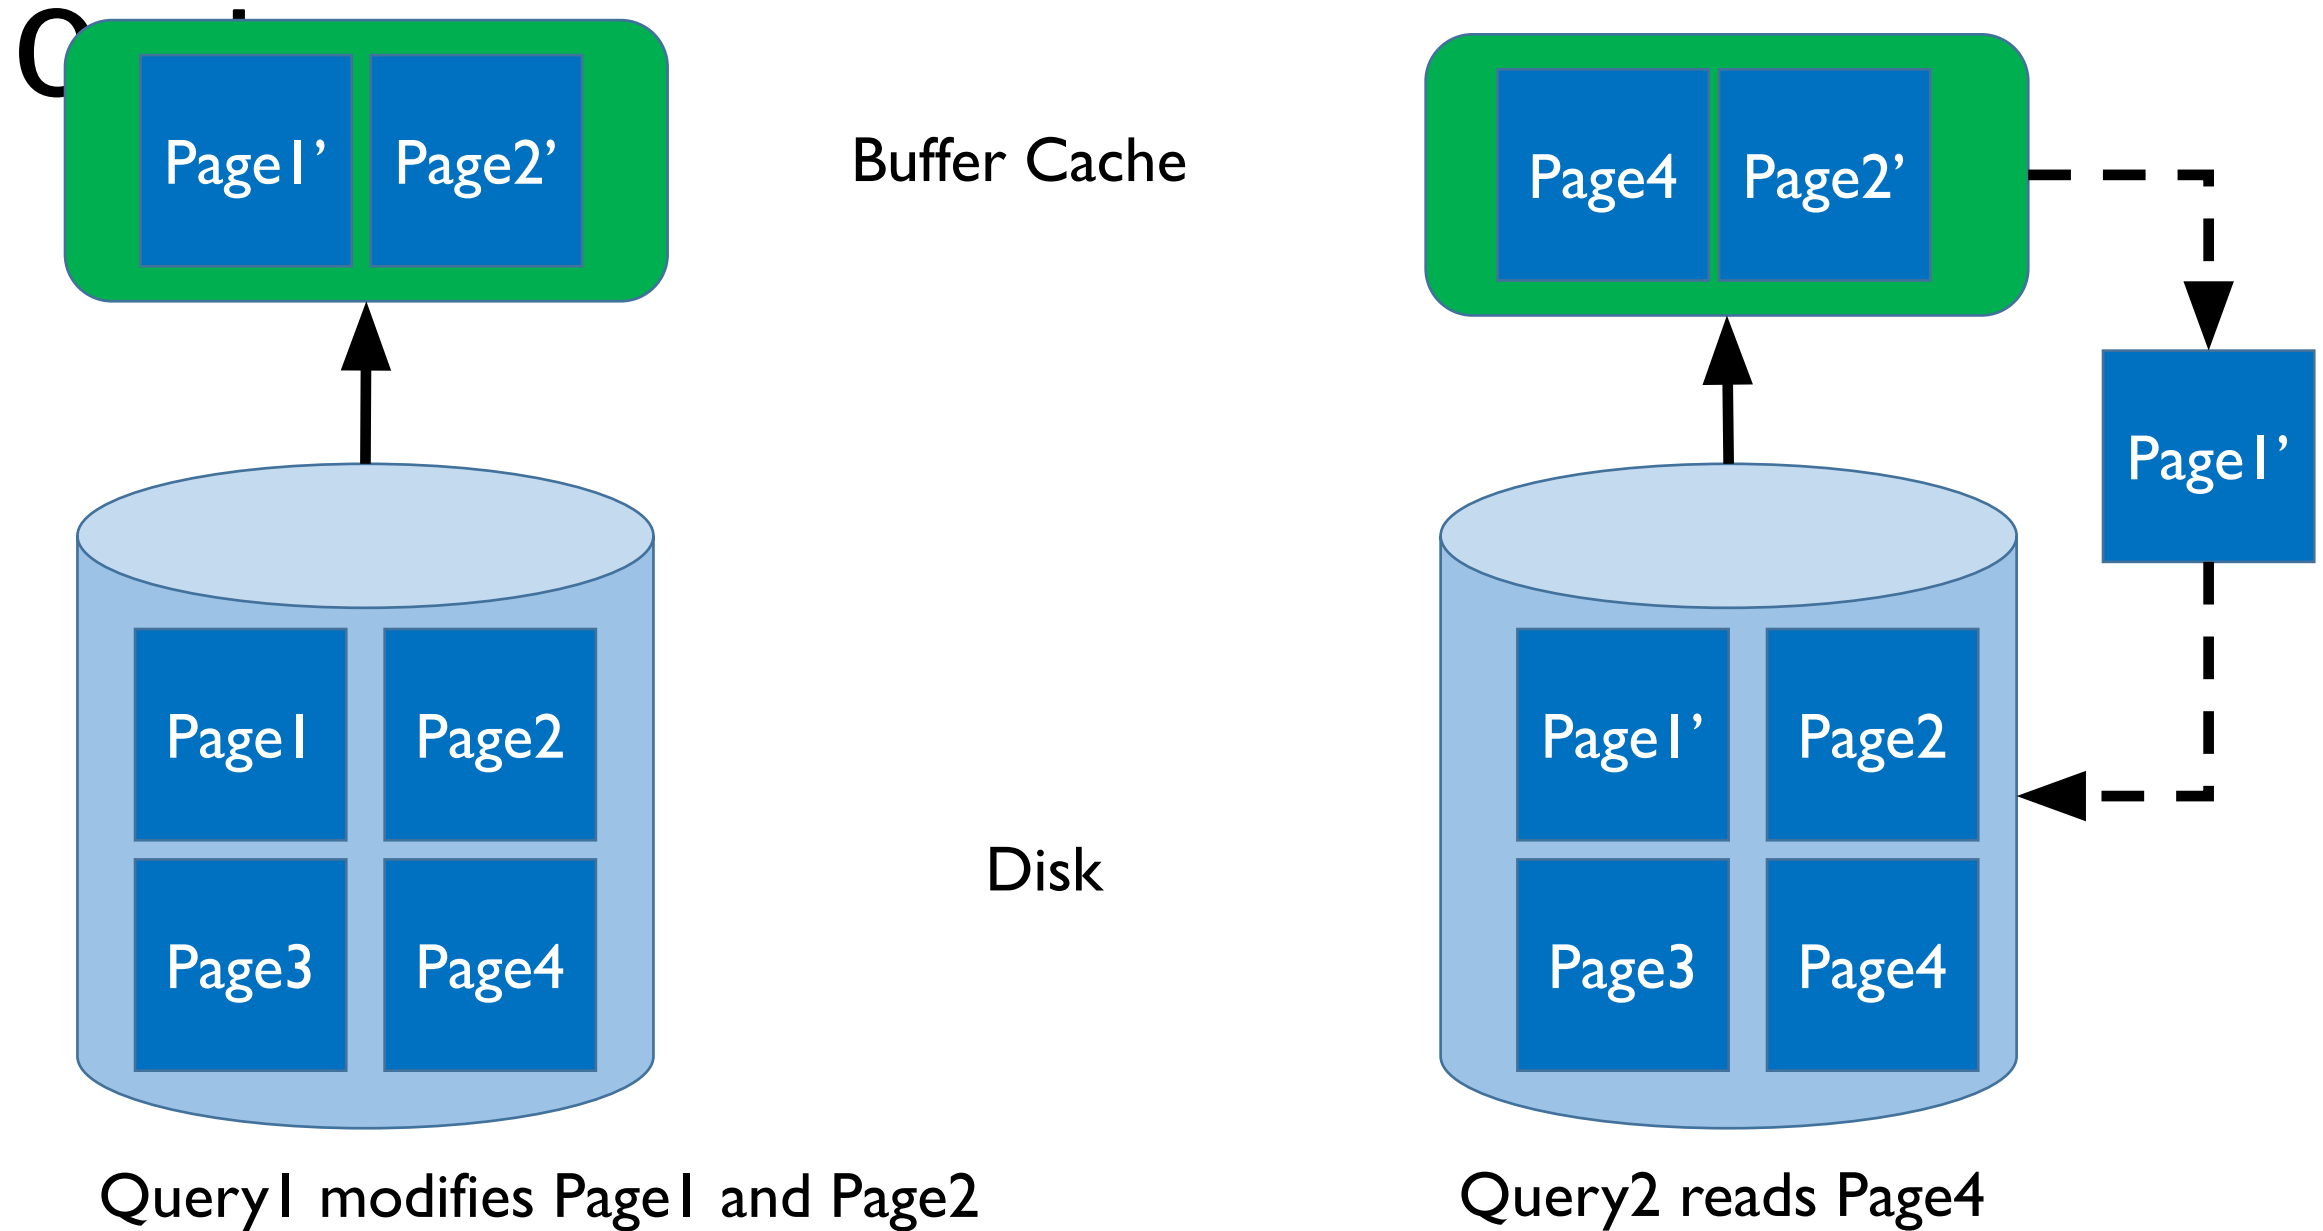 Page1’ Page2’
Buffer Cache
Page4 Page2’
Page1’
Page1 Page2
Page3 Page4
Disk
Page1’ Page2
Page3 Page4
Query1 modifies Page1 and Page2
Query2 reads Page4